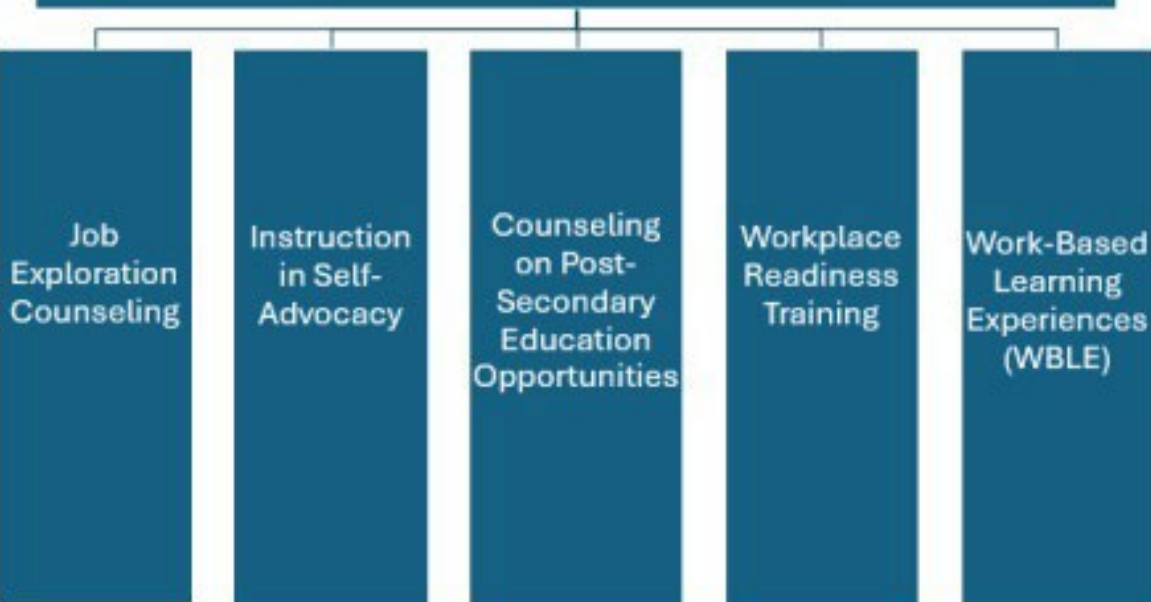 Job
Exploration
Counseling
Instruction
in Self-
Advocacy
Counseling
on Post-
Secondary
Education
Opportunities
Workplace
Readiness
Training
Work-Based
Learning
Experiences
(WBLE)